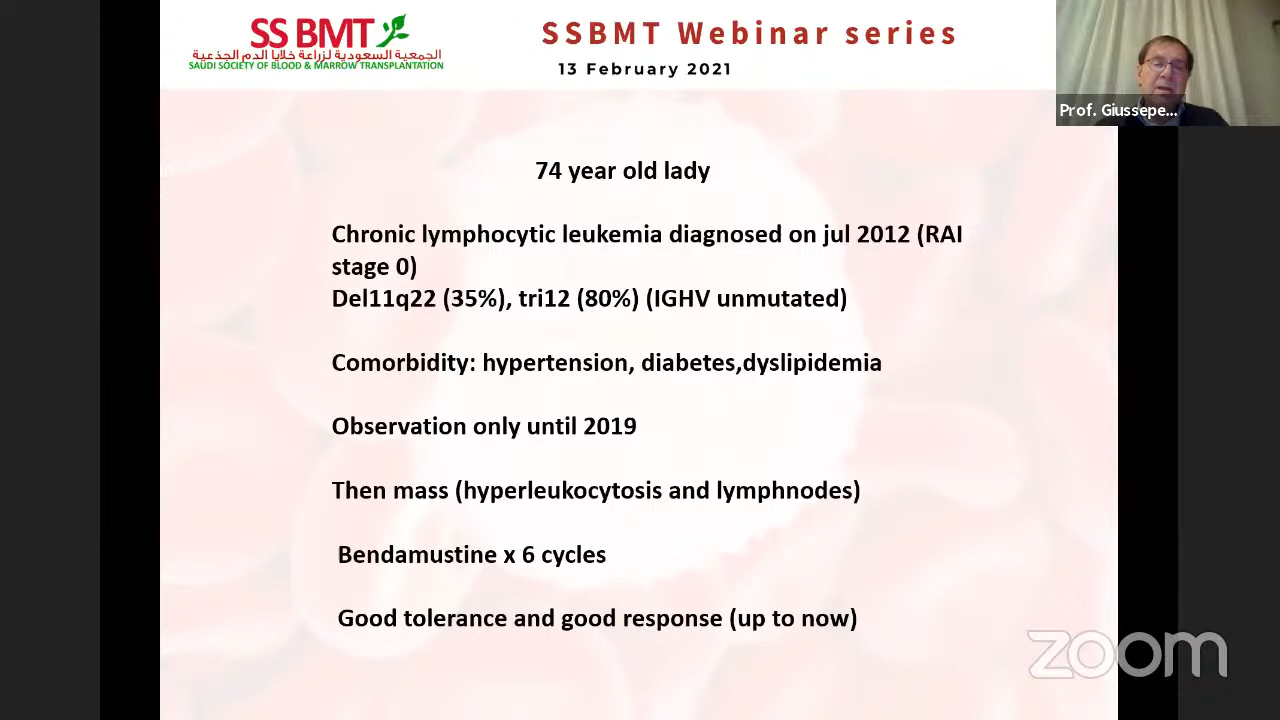 SS BMT
الجمعية السعودية لزراعة خلايا الدم الجذعية
SAUDI SOCIETY OF BLOOD & MARROW TRANSPLANTATION
SSBMT Webinar series
13 February 2021
Prof. Giussepe...
74 year old lady
Chronic lymphocytic leukemia diagnosed on jul 2012 (RAI
stage 0)
Del11q22 (35%), tri12 (80%) (IGHV unmutated)
Comorbidity: hypertension, diabetes,dyslipidemia
Observation only until 2019
Then mass (hyperleukocytosis and lymphnodes)
Bendamustine x 6 cycles
Good tolerance and good response (up to now)
zoom